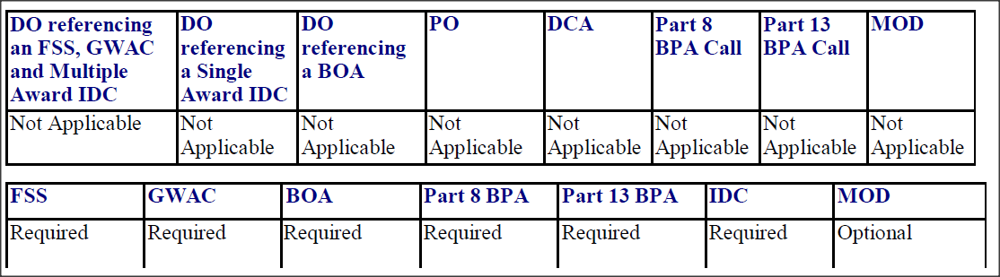 DO referencing an FSS, GWAC and Multiple Award IDC
DO referencing a Single Award IDC
DO referencing a BOA
PO
DCA
Part 8 BPA Call
Part 13 BPA Call
MOD
Not Applicable
Not Applicable
Not Applicable
Not Applicable
Not Applicable
Not Applicable
Not Applicable
Not Applicable
FSS
GWAC
BOA
Part 8 BPA
Part 13 BPA
IDC
MOD
Required
Required
Required
Required
Required
Required
Optional